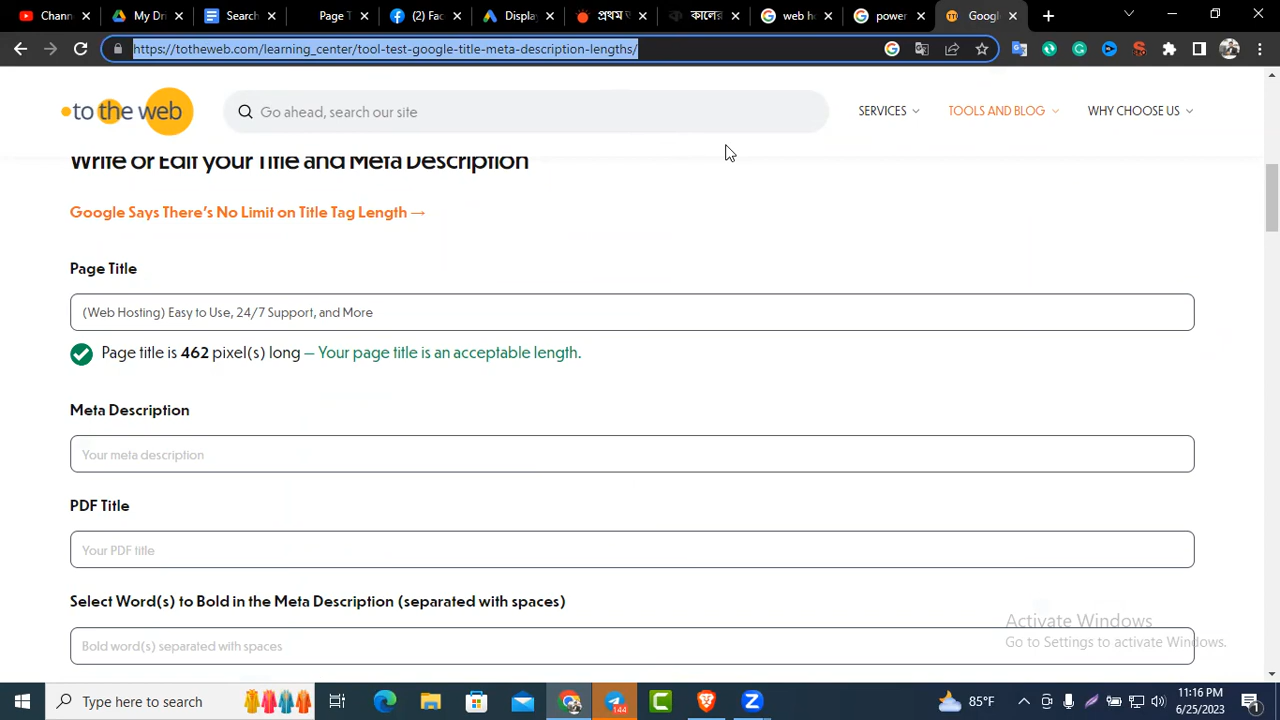 Chann
My Dri
Search
Page T
(2) Fac
Display
প্রথম
কালের
web h
power
Google
https://totheweb.com/learning_center/tool-test-google-title-meta-description-lengths/
to the web
Go ahead, search our site
SERVICES
TOOLS AND BLOG
WHY CHOOSE US
Write or Edit your Title and Meta Description
Google Says There's No Limit on Title Tag Length →
Page Title
(Web Hosting) Easy to Use, 24/7 Support, and More
Page title is 462 pixel(s) long – Your page title is an acceptable length.
Meta Description
Your meta description
PDF Title
Your PDF title
Select Word(s) to Bold in the Meta Description (separated with spaces)
Bold word(s) separated with spaces
Activate Windows
Go to Settings to activate Windows.
Type here to search
144
85°F
11:16 PM
6/25/2023
1